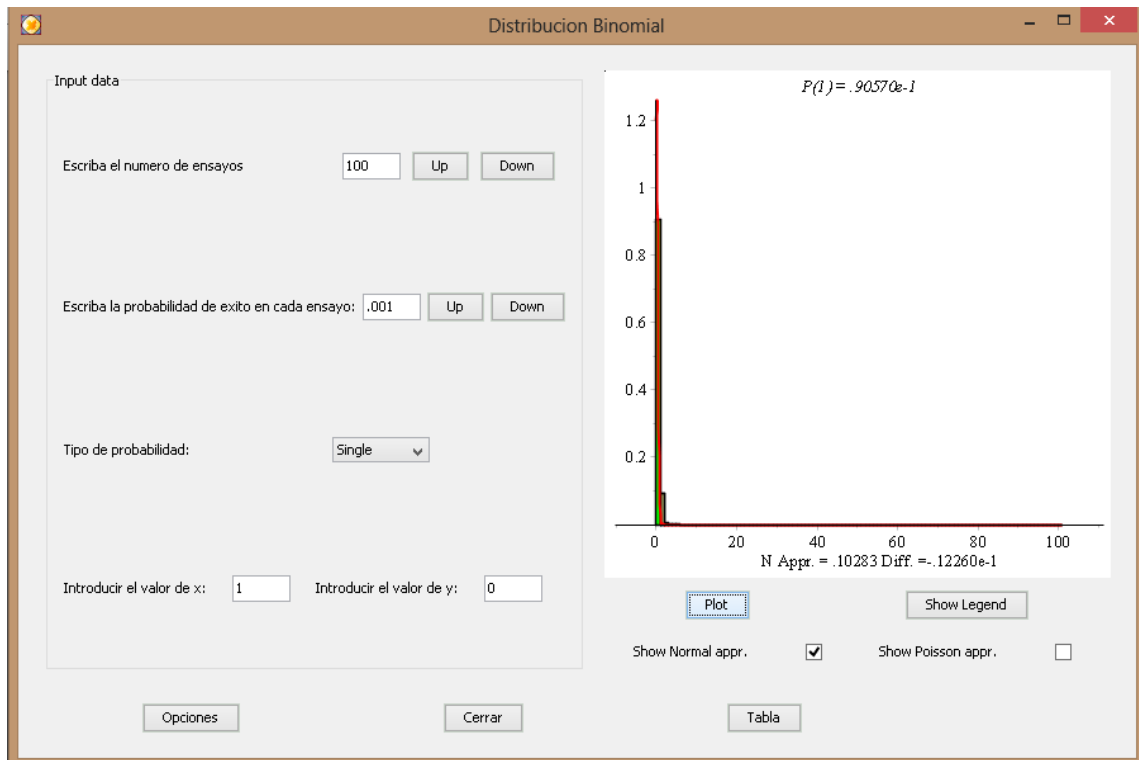 Distribucion Binomial
Input data
Escriba el numero de ensayos 100 Up Down
Escriba la probabilidad de exito en cada ensayo: .001 Up Down
Tipo de probabilidad: Single
Introducir el valor de x: 1 Introducir el valor de y: 0
P(1) = .90570e-1
1.2
1
0.8
0.6
0.4
0.2
0 20 40 60 80 100
N Appr. = .10283 Diff. =-.12260e-1
Plot Show Legend
Show Normal appr. Show Poisson appr.
Opciones Cerrar Tabla